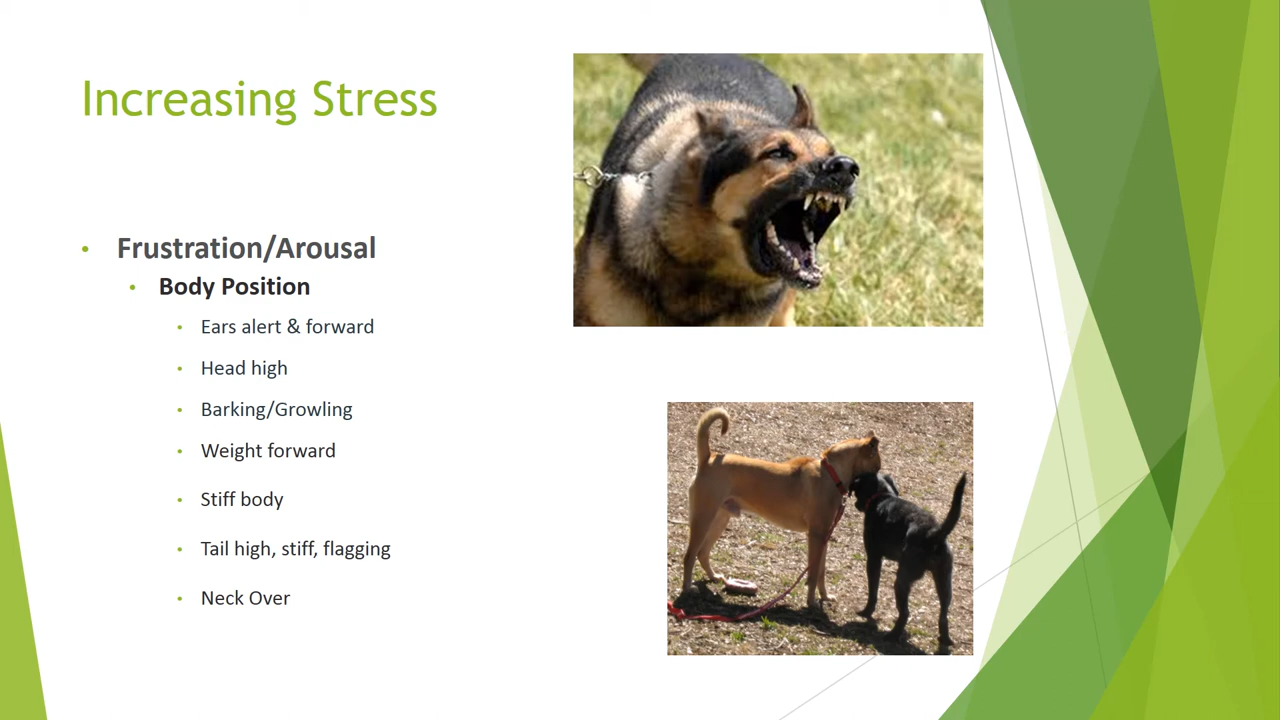 Increasing Stress
Frustration/Arousal
Body Position
Ears alert & forward
Head high
Barking/Growling
Weight forward
Stiff body
Tail high, stiff, flagging
Neck Over